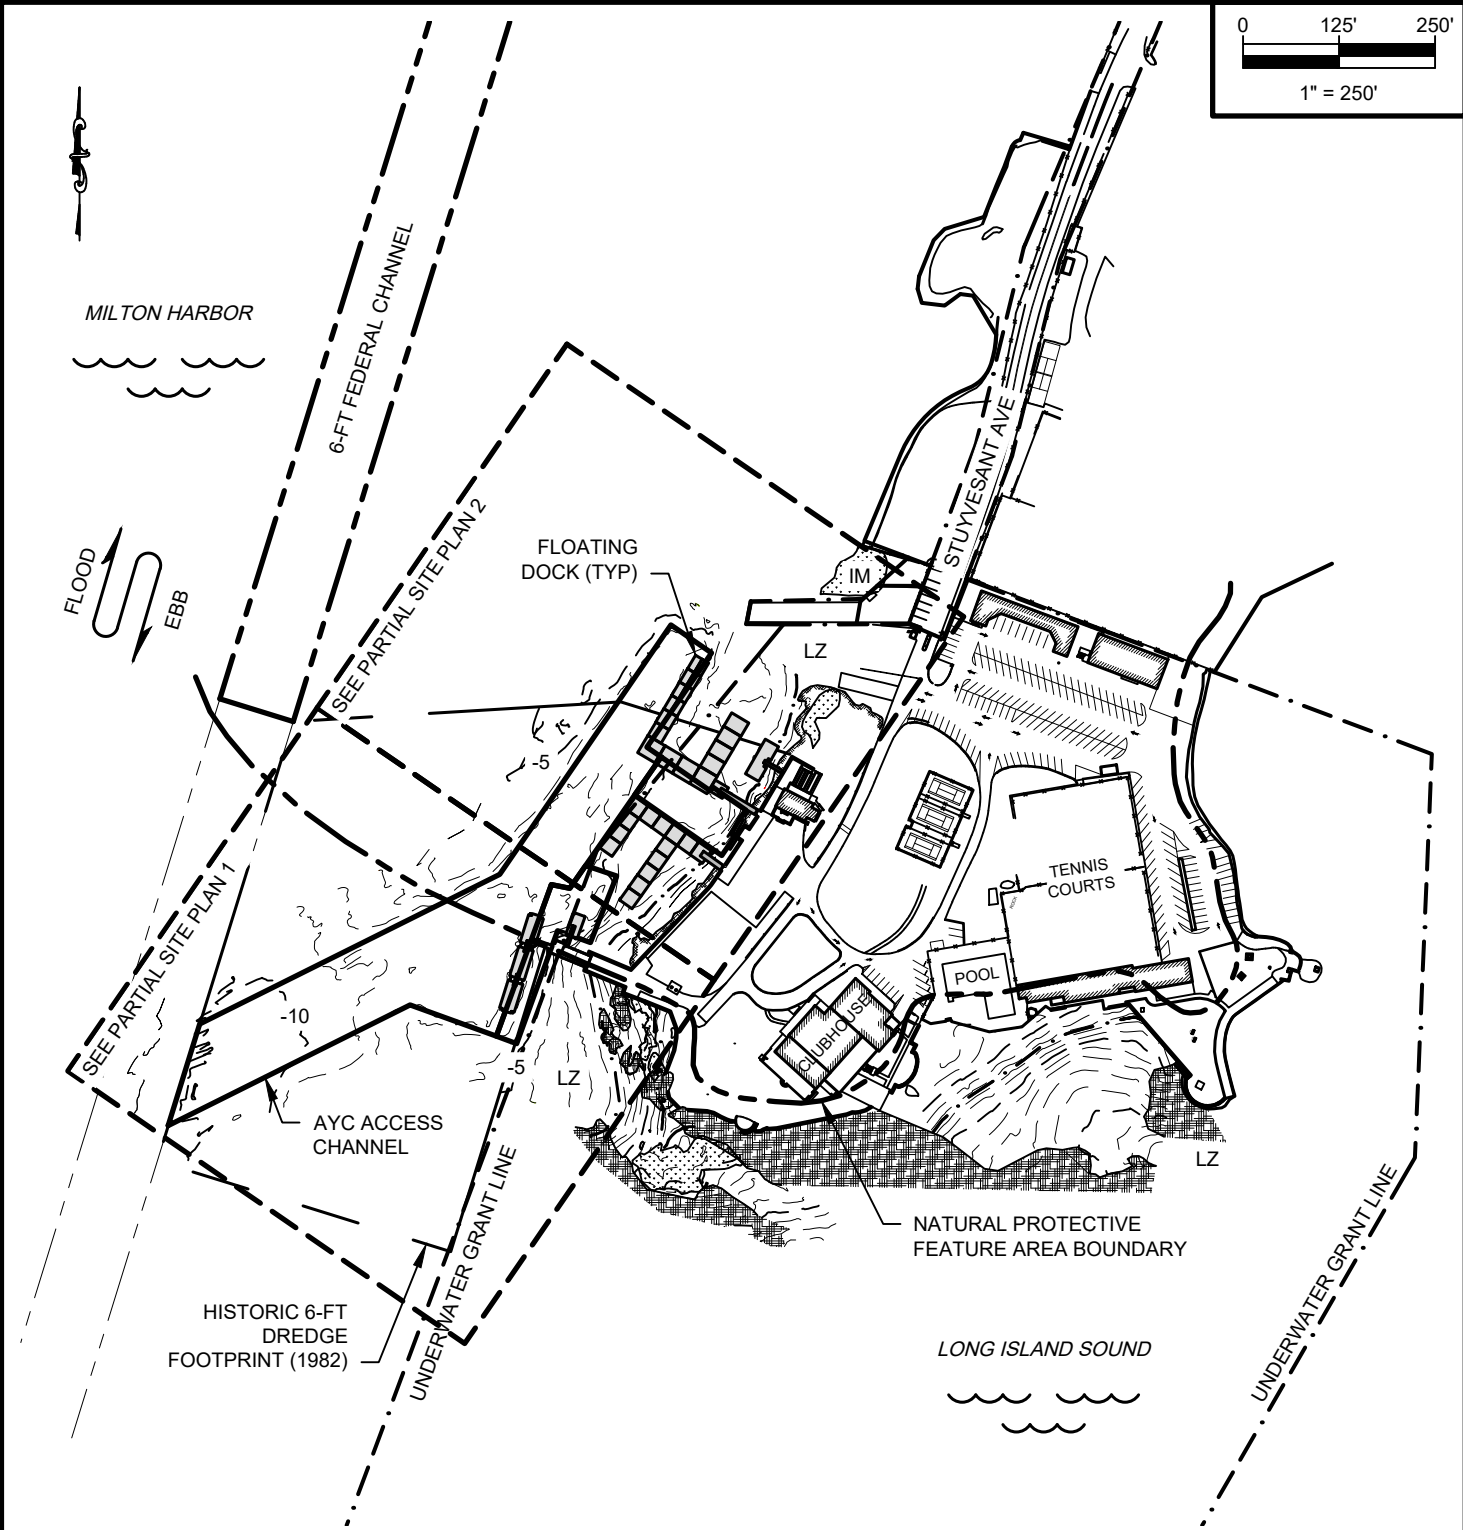 0 125' 250'
1" = 250'
MILTON HARBOR
6-FT FEDERAL CHANNEL
STUYVESANT AVE
SEE PARTIAL SITE PLAN 2
FLOOD
EBB
FLOATING
DOCK (TYP)
IM
LZ
-5
TENNIS
COURTS
SEE PARTIAL SITE PLAN 1
POOL
CLUBHOUSE
-10
-5
LZ
AYC ACCESS
CHANNEL
LZ
NATURAL PROTECTIVE
FEATURE AREA BOUNDARY
UNDERWATER GRANT LINE
HISTORIC 6-FT
DREDGE
FOOTPRINT (1982)
LONG ISLAND SOUND
UNDERWATER GRANT LINE